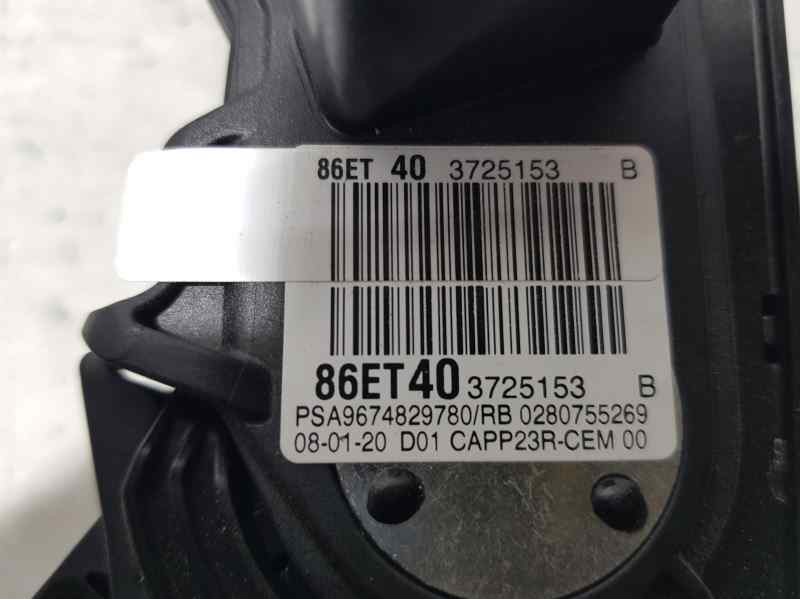 86ET 40 3725153 B
86ET40 3725153 B
PSA9674829780/RB 0280755269
08-01-20 D01 CAPP23R-CEM 00